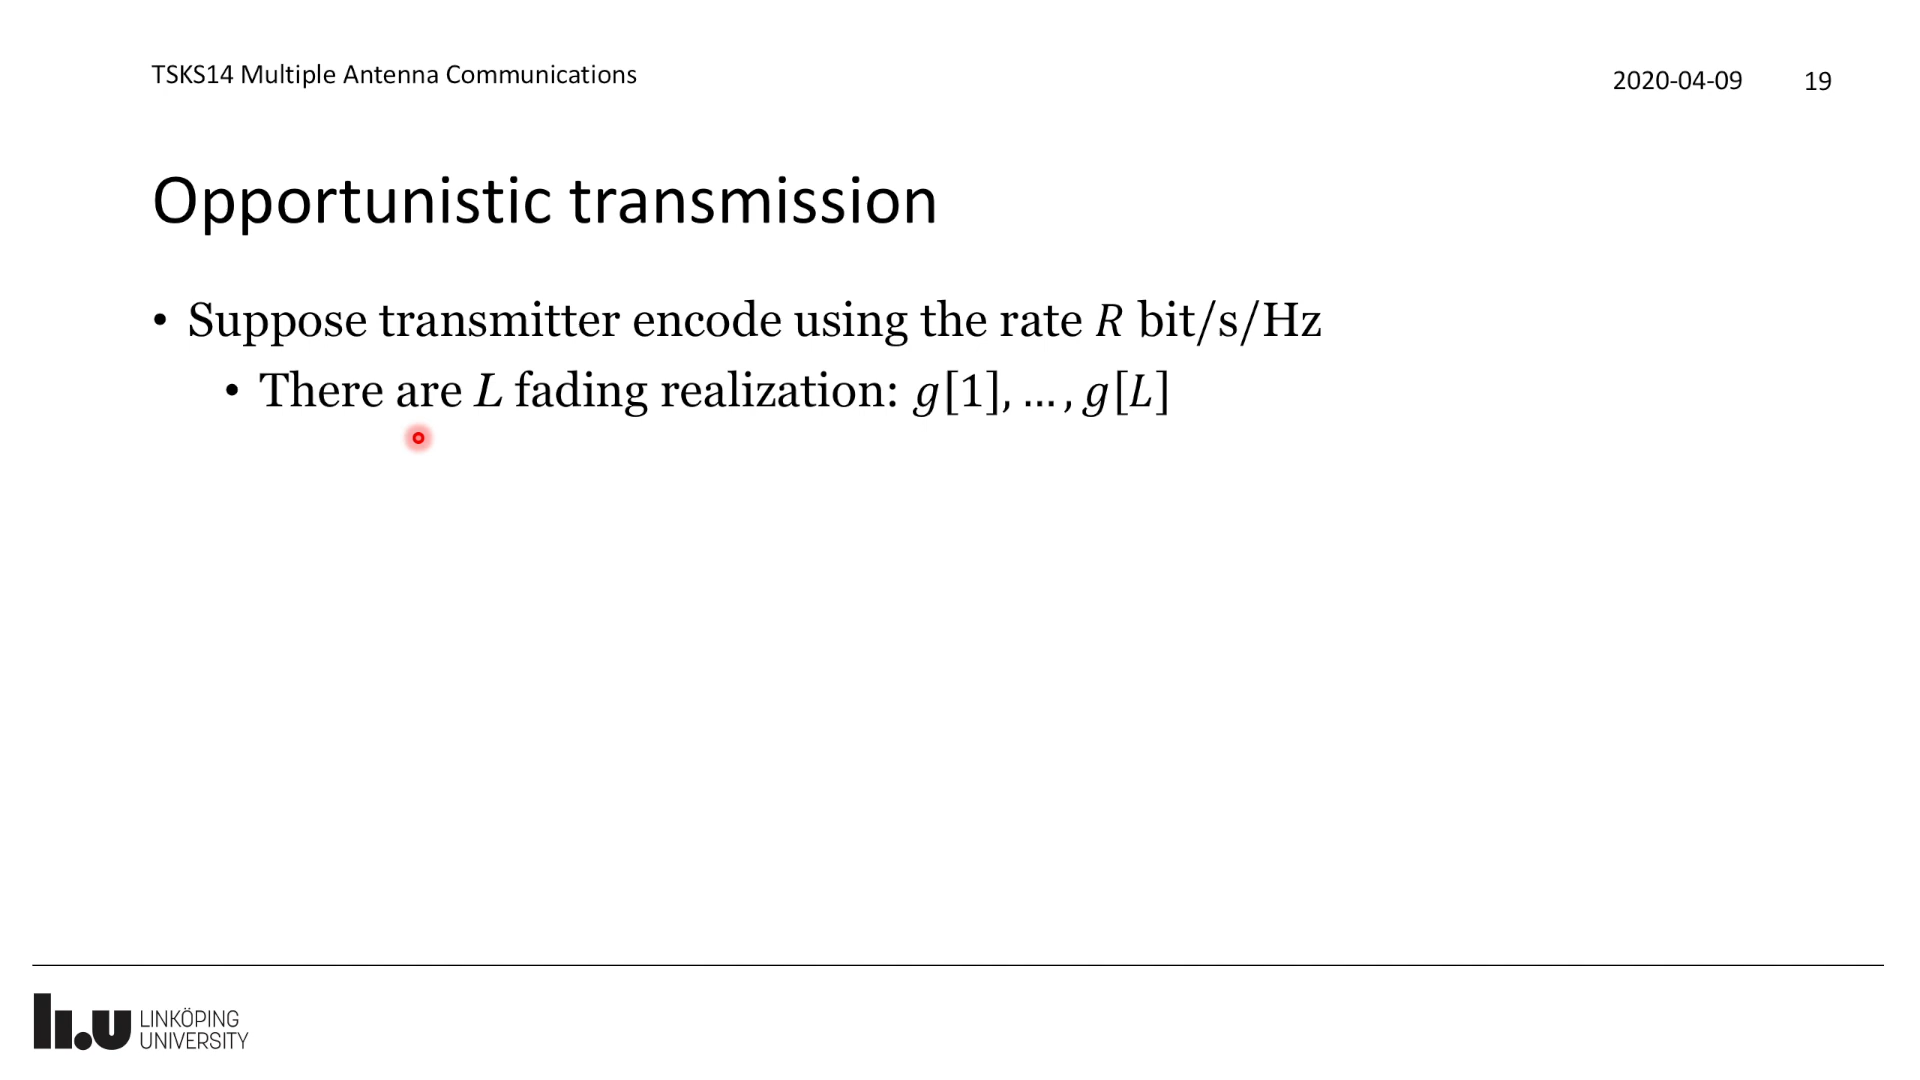 TSKS14 Multiple Antenna Communications
2020-04-09 19
Opportunistic transmission
• Suppose transmitter encode using the rate R bit/s/Hz
• There are L fading realization: g[1], … , g[L]
li.u LINKÖPING
UNIVERSITY